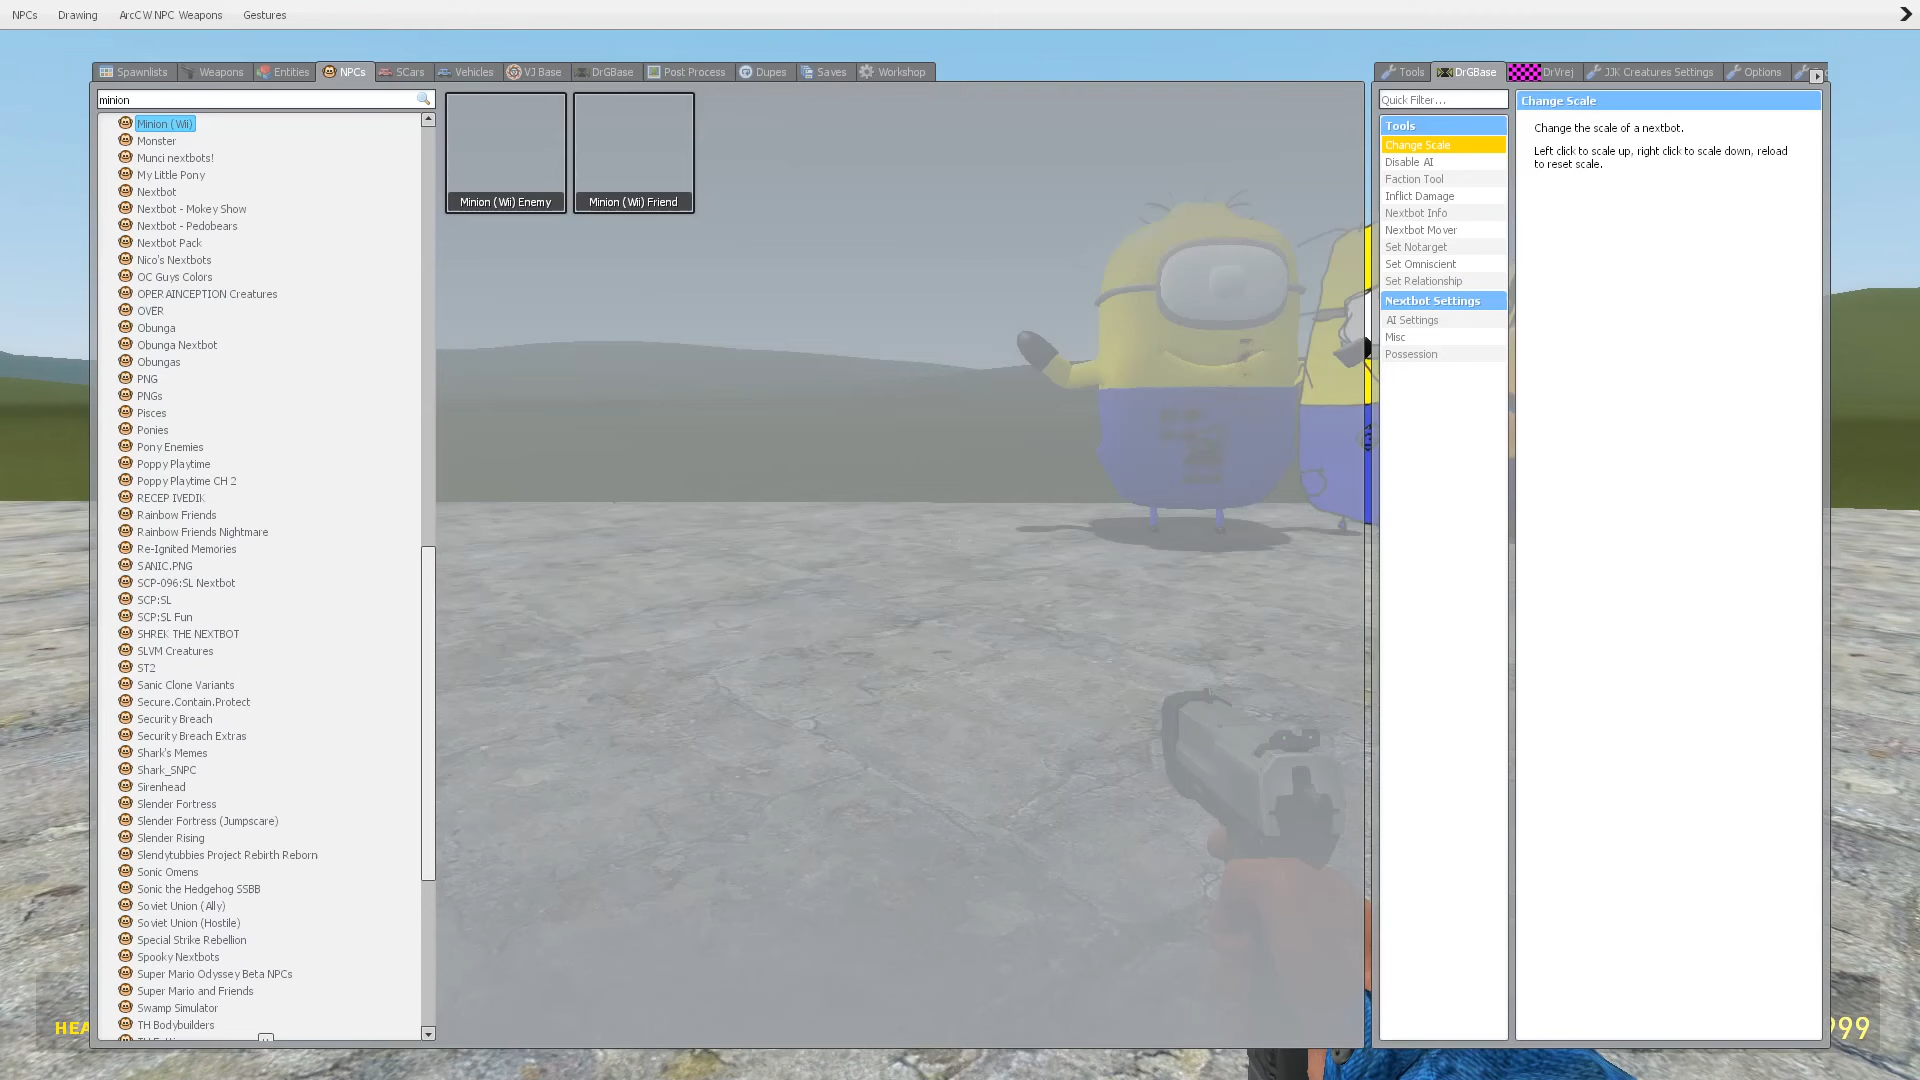 NPCs Drawing ArcCW NPC Weapons Gestures
Spawnlists Weapons Entities NPCs SCars Vehicles VJ Base DrGBase Post Process Dupes Saves Workshop
Tools DrGBase DrVrej JJK Creatures Settings Options
minion
Minion (Wii)
Monster
Munci nextbots!
My Little Pony
Nextbot
Nextbot - Mokey Show
Nextbot - Pedobears
Nextbot Pack
Nico's Nextbots
OC Guys Colors
OPERAINCEPTION Creatures
OVER
Obunga
Obunga Nextbot
Obungas
PNG
PNGs
Pisces
Ponies
Pony Enemies
Poppy Playtime
Poppy Playtime CH 2
RECEP IVEDIK
Rainbow Friends
Rainbow Friends Nightmare
Re-Ignited Memories
SANIC.PNG
SCP-096:SL Nextbot
SCP:SL
SCP:SL Fun
SHREK THE NEXTBOT
SLVM Creatures
ST2
Sanic Clone Variants
Secure.Contain.Protect
Security Breach
Security Breach Extras
Shark's Memes
Shark_SNPC
Sirenhead
Slender Fortress
Slender Fortress (Jumpscare)
Slender Rising
Slendytubbies Project Rebirth Reborn
Sonic Omens
Sonic the Hedgehog SSBB
Soviet Union (Ally)
Soviet Union (Hostile)
Special Strike Rebellion
Spooky Nextbots
Super Mario Odyssey Beta NPCs
Super Mario and Friends
Swamp Simulator
TH Bodybuilders
Minion (Wii) Enemy
Minion (Wii) Friend
Quick Filter...
Tools
Change Scale
Disable AI
Faction Tool
Inflict Damage
Nextbot Info
Nextbot Mover
Set Notarget
Set Omniscient
Set Relationship
Nextbot Settings
AI Settings
Misc
Possession
Change Scale
Change the scale of a nextbot.
Left click to scale up, right click to scale down, reload
to reset scale.
HEA
999